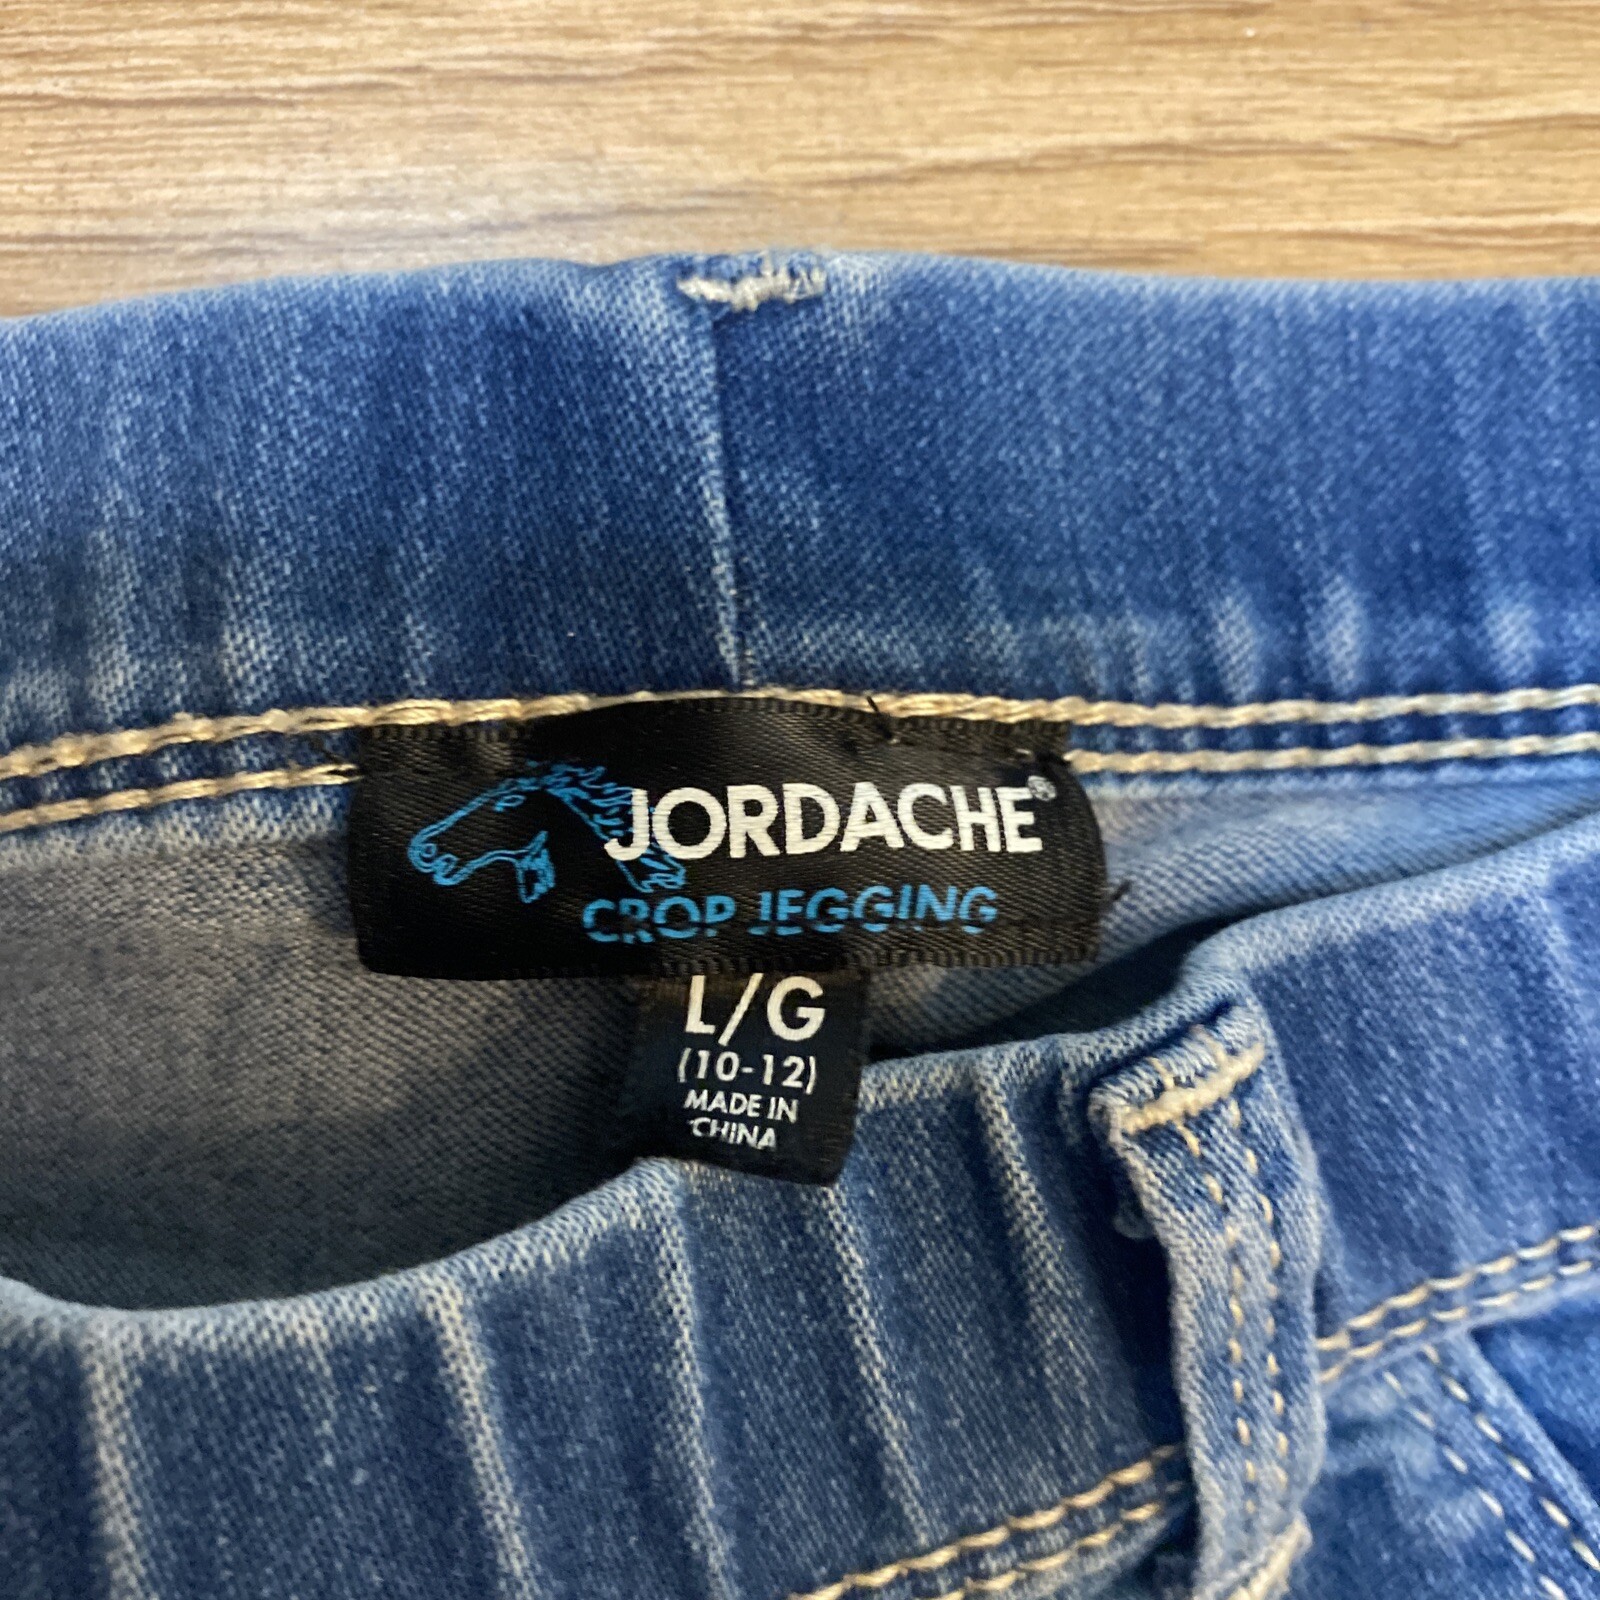 JORDACHE®
CROP JEGGING
L/G
(10-12)
MADE IN
CHINA